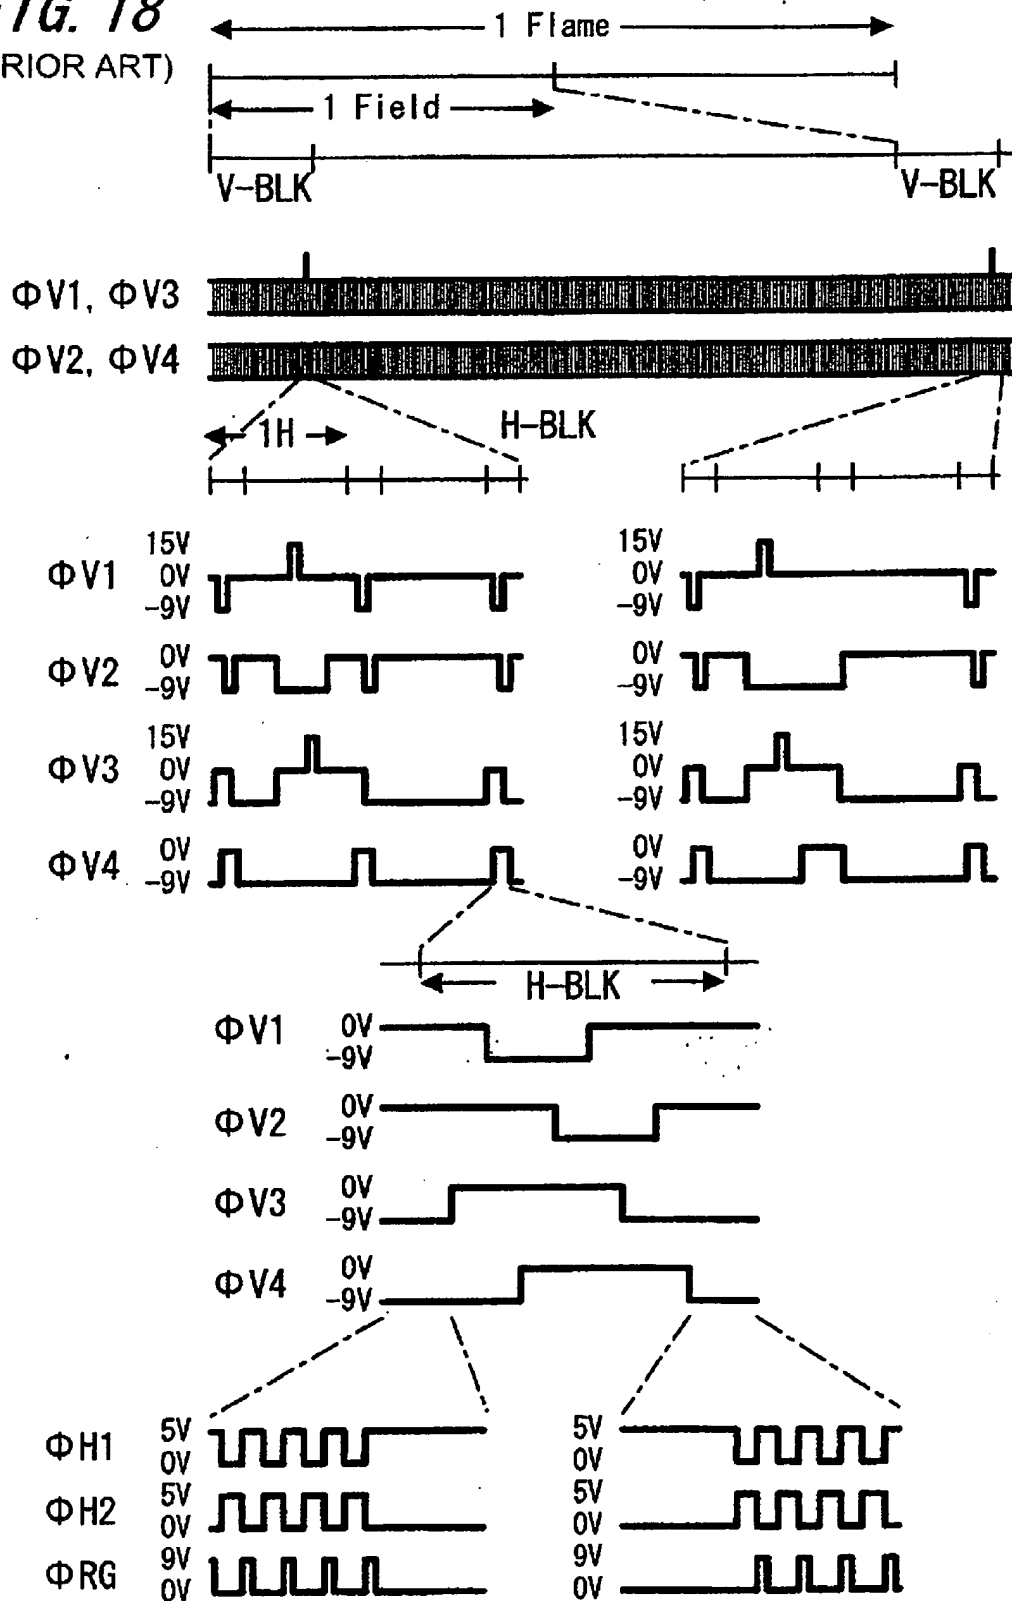 FIG. 18
RIOR ART)
1 Flame
1 Field
V-BLK
V-BLK
ΦV1, ΦV3
ΦV2, ΦV4
1H
H-BLK
ΦV1
15V
0V
-9V
15V
0V
-9V
ΦV2
0V
-9V
0V
-9V
ΦV3
15V
0V
-9V
15V
0V
-9V
ΦV4
0V
-9V
0V
-9V
H-BLK
ΦV1
0V
-9V
ΦV2
0V
-9V
ΦV3
0V
-9V
ΦV4
0V
-9V
ΦH1
5V
0V
5V
0V
ΦH2
5V
0V
5V
0V
ΦRG
9V
0V
9V
0V